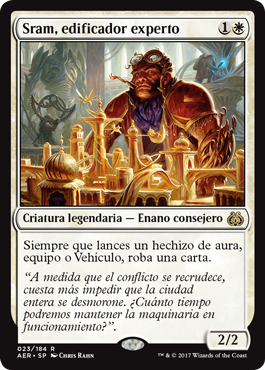 Sram, edificador experto 1
Criatura legendaria — Enano consejero
Siempre que lances un hechizo de aura,
equipo o Vehículo, roba una carta.
“A medida que el conflicto se recrudece,
cuesta más impedir que la ciudad
entera se desmorone. ¿Cuánto tiempo
podremos mantener la maquinaria en
funcionamiento?”.
2/2
023/184 R
AER • SP Chris Rahn
™ & © 2017 Wizards of the Coast